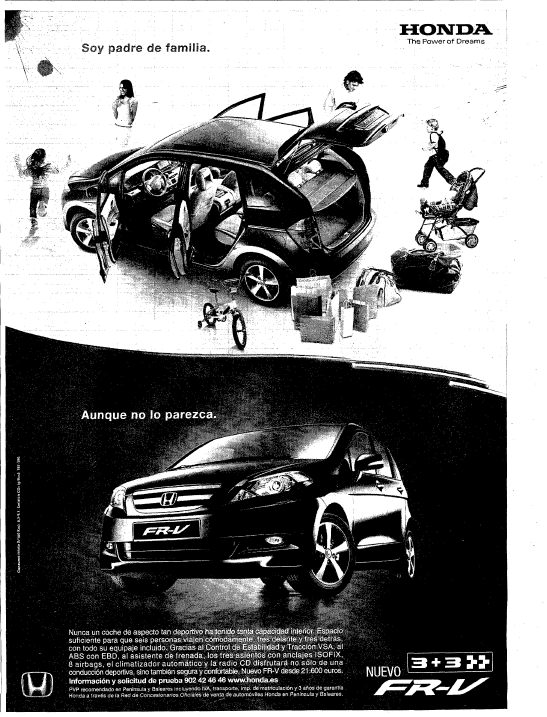 HONDA
The Power of Dreams
Soy padre de familia.
Aunque no lo parezca.
FR-V
Nunca un coche de aspecto tan deportivo ha tenido tanta capacidad interior. Espacio
suficiente para que seis personas viajen cómodamente, tres delante y tres detrás,
con todo su equipaje incluido. Gracias al Control de Estabilidad y Tracción VSA, al
ABS con EBD, al asistente de frenada, los tres asientos con anclajes ISOFIX,
8 airbags, el climatizador automático y la radio CD disfrutará no sólo de una
conducción deportiva, sino también segura y confortable. Nuevo FR-V desde 21.600 euros.
Información y solicitud de prueba 902 42 46 46 www.honda.es
PVP recomendado en Península y Baleares incluyendo IVA, transporte, imp. de matriculación y 3 años de garantía
Honda a través de la Red de Concesionarios Oficiales de venta de automóviles Honda en Península y Baleares.
3+3
NUEVO
FR-V